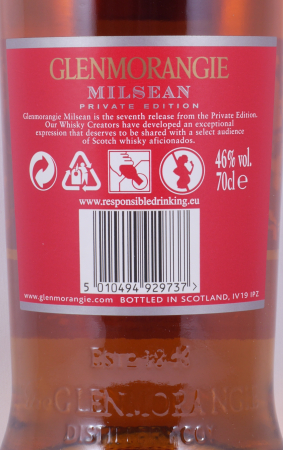 GLENMORANGIE
MILSEAN
PRIVATE EDITION
Glenmorangie Milsean is the seventh release from the Private Edition.
Our Whisky Creators have developed an exceptional
expression that deserves to be shared with a select audience
of Scotch whisky aficionados.
46% vol.
70cl e
www.responsibledrinking.eu
5 010494 929737 >
www.glenmorangie.com BOTTLED IN SCOTLAND, IV19 1PZ
GLENMORANGIE